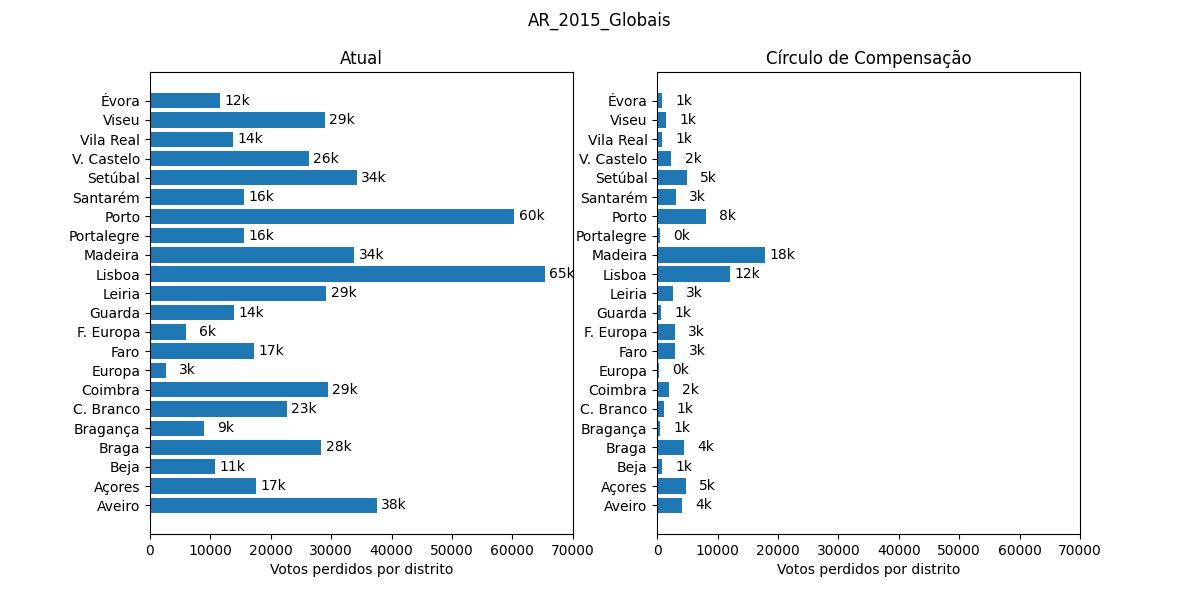 AR_2015_Globais
Atual
Évora 12k
Viseu 29k
Vila Real 14k
V. Castelo 26k
Setúbal 34k
Santarém 16k
Porto 60k
Portalegre 16k
Madeira 34k
Lisboa 65k
Leiria 29k
Guarda 14k
F. Europa 6k
Faro 17k
Europa 3k
Coimbra 29k
C. Branco 23k
Bragança 9k
Braga 28k
Beja 11k
Açores 17k
Aveiro 38k
0 10000 20000 30000 40000 50000 60000 70000
Votos perdidos por distrito
Círculo de Compensação
Évora 1k
Viseu 1k
Vila Real 1k
V. Castelo 2k
Setúbal 5k
Santarém 3k
Porto 8k
Portalegre 0k
Madeira 18k
Lisboa 12k
Leiria 3k
Guarda 1k
F. Europa 3k
Faro 3k
Europa 0k
Coimbra 2k
C. Branco 1k
Bragança 1k
Braga 4k
Beja 1k
Açores 5k
Aveiro 4k
0 10000 20000 30000 40000 50000 60000 70000
Votos perdidos por distrito